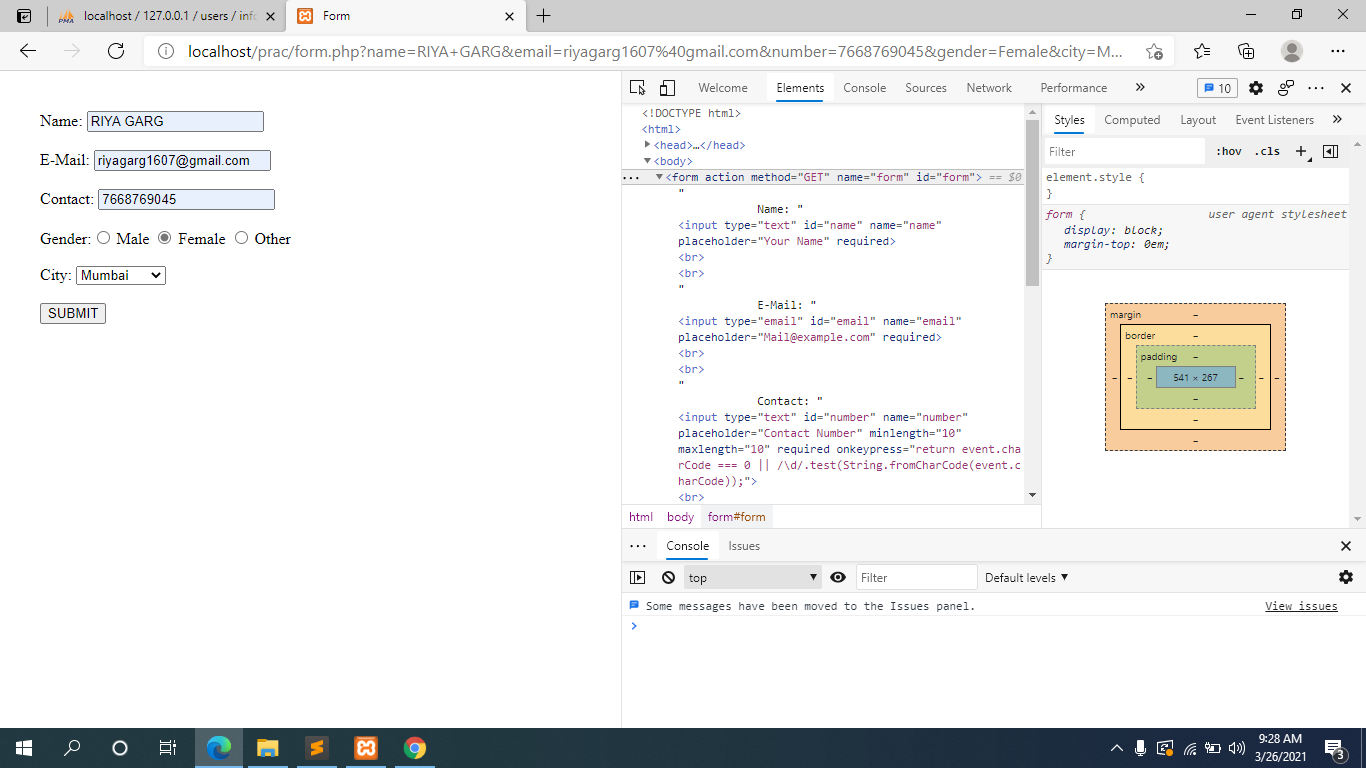 localhost / 127.0.0.1 / users / info
Form
localhost/prac/form.php?name=RIYA+GARG&email=riyagarg1607%40gmail.com&number=7668769045&gender=Female&city=M...
Name: RIYA GARG
E-Mail: riyagarg1607@gmail.com
Contact: 7668769045
Gender: Male Female Other
City: Mumbai
SUBMIT
Welcome Elements Console Sources Network Performance » 10
<!DOCTYPE html>
<html>
<head>…</head>
<body>
<form action method="GET" name="form" id="form"> == $0
"
Name: "
<input type="text" id="name" name="name"
placeholder="Your Name" required>
<br>
<br>
"
E-Mail: "
<input type="email" id="email" name="email"
placeholder="Mail@example.com" required>
<br>
<br>
"
Contact: "
<input type="text" id="number" name="number"
placeholder="Contact Number" minlength="10"
maxlength="10" required onkeypress="return event.cha
rCode === 0 || /\d/.test(String.fromCharCode(event.c
harCode));">
<br>
html body form#form
Styles Computed Layout Event Listeners »
Filter :hov .cls +
element.style {
}
form { user agent stylesheet
display: block;
margin-top: 0em;
}
margin –
border –
padding –
– – – 541 × 267 – – –
–
–
–
Console Issues
top Filter Default levels
Some messages have been moved to the Issues panel. View issues
>
PMA
9:28 AM
3/26/2021
3